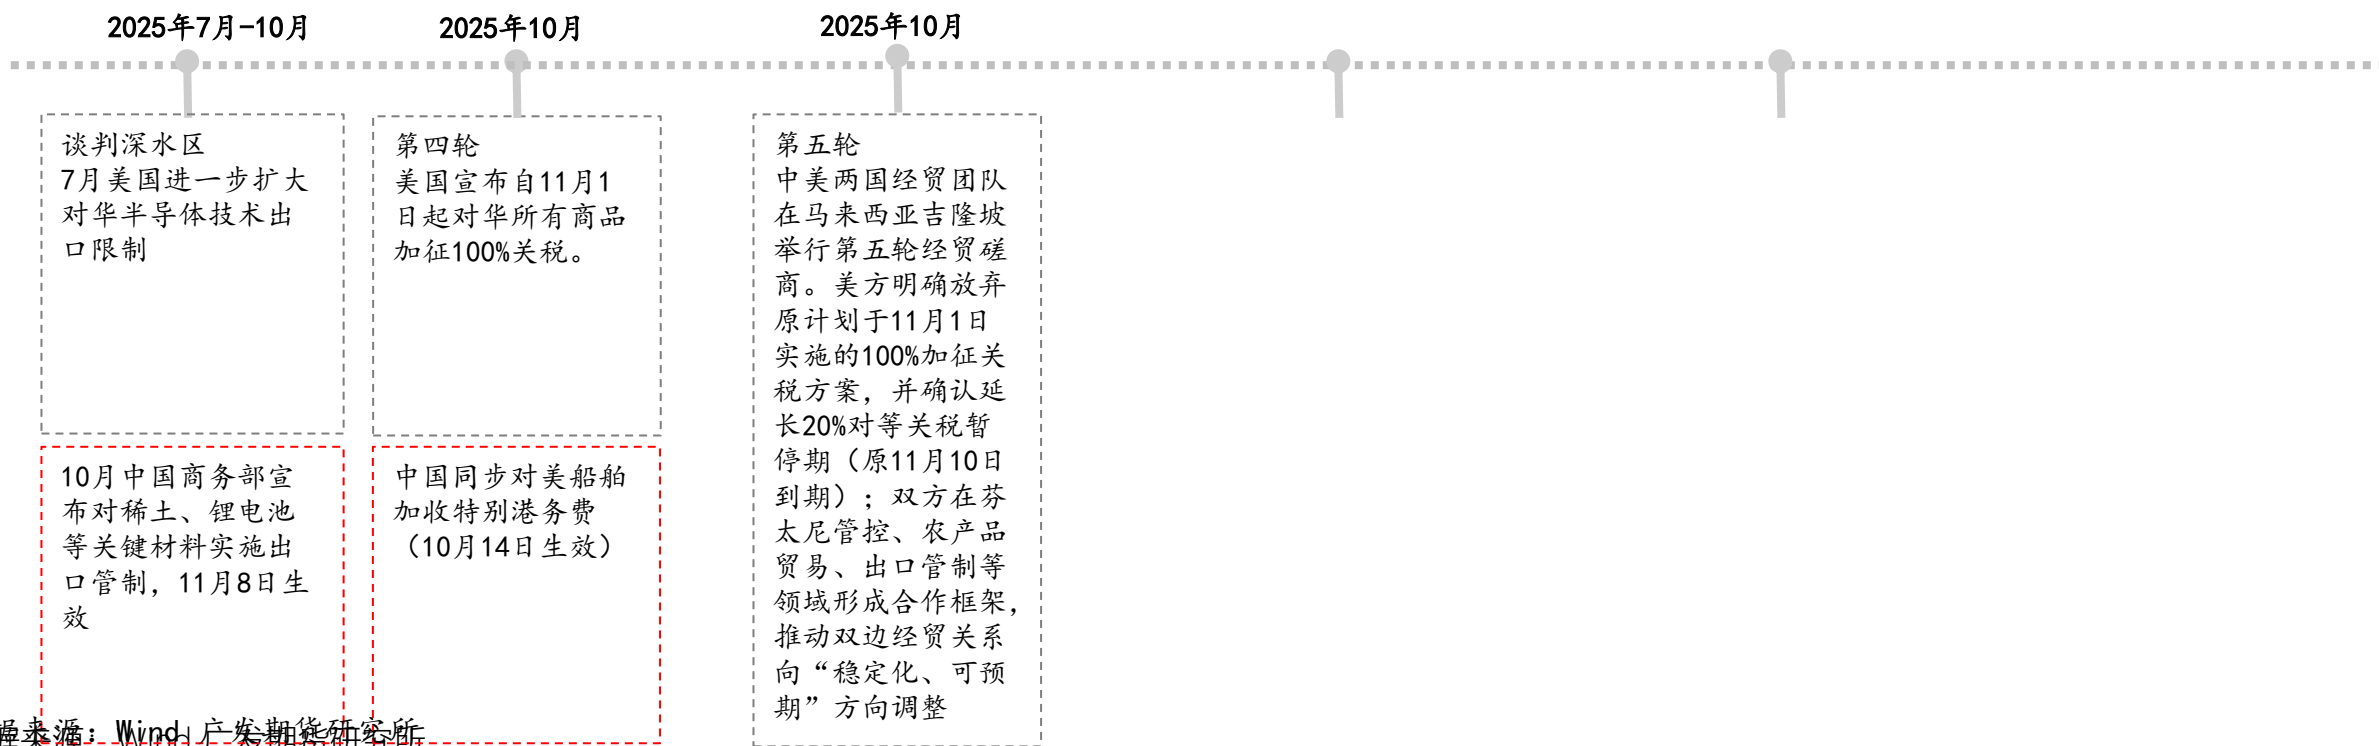 2025年7月-10月
谈判深水区
7月美国进一步扩大
对华半导体技术出
口限制
10月中国商务部宣
布对稀土、锂电池
等关键材料实施出
口管制，11月8日生
效
2025年10月
第四轮
美国宣布自11月1
日起对华所有商品
加征100%关税。
中国同步对美船舶
加收特别港务费
（10月14日生效）
2025年10月
第五轮
中美两国经贸团队
在马来西亚吉隆坡
举行第五轮经贸磋
商。美方明确放弃
原计划于11月1日
实施的100%加征关
税方案，并确认延
长20%对等关税暂
停期（原11月10日
到期）；双方在芬
太尼管控、农产品
贸易、出口管制等
领域形成合作框架，
推动双边经贸关系
向“稳定化、可预
期”方向调整
据来源：Wind 广发期货研究所